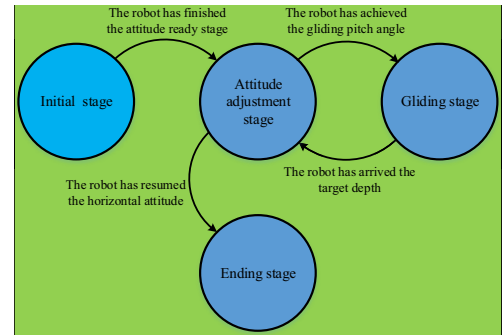 The robot has finished
the attitude ready stage
The robot has achieved
the gliding pitch angle
Initial stage
Attitude
adjustment
stage
Gliding stage
The robot has resumed
the horizontal attitude
The robot has arrived the
target depth
Ending stage